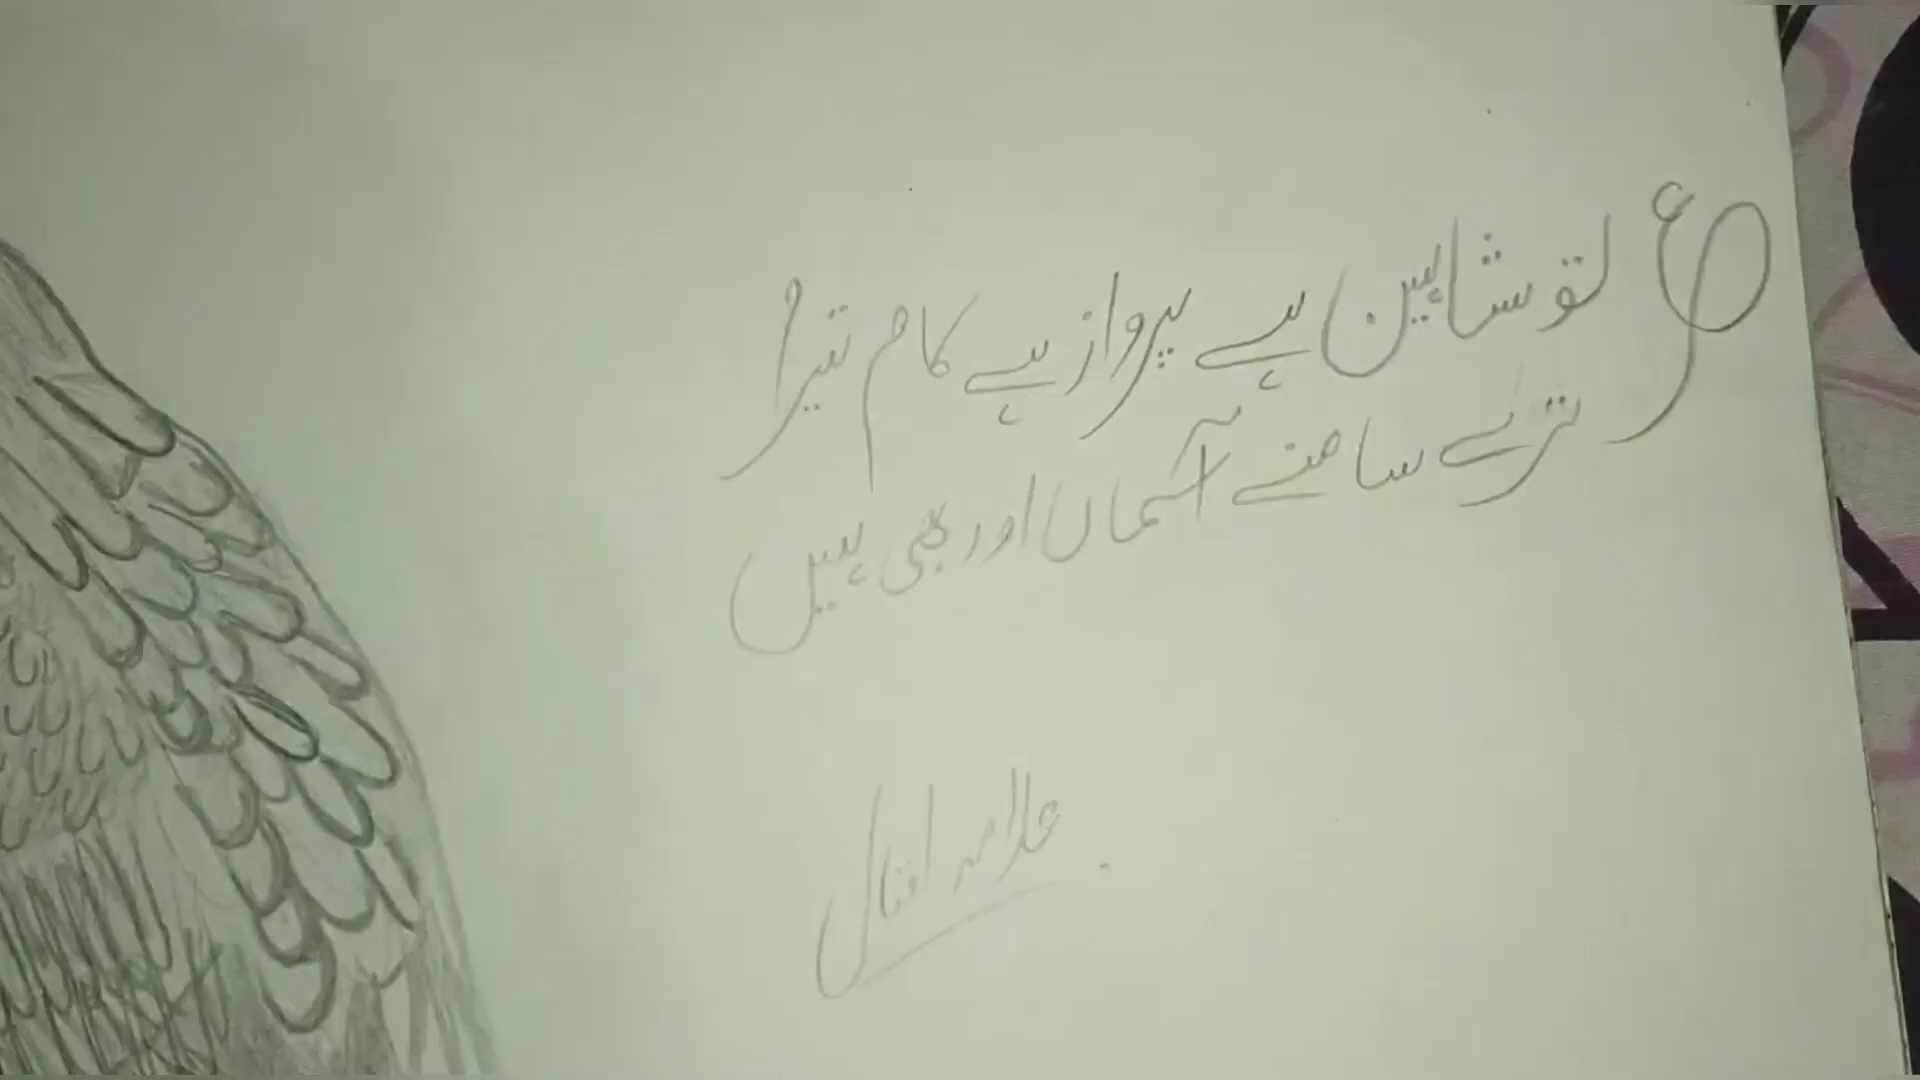 تو شاہین ہے پرواز ہے کام تیرا
ترے سامنے آسماں اور بھی ہیں
علامہ اقبال